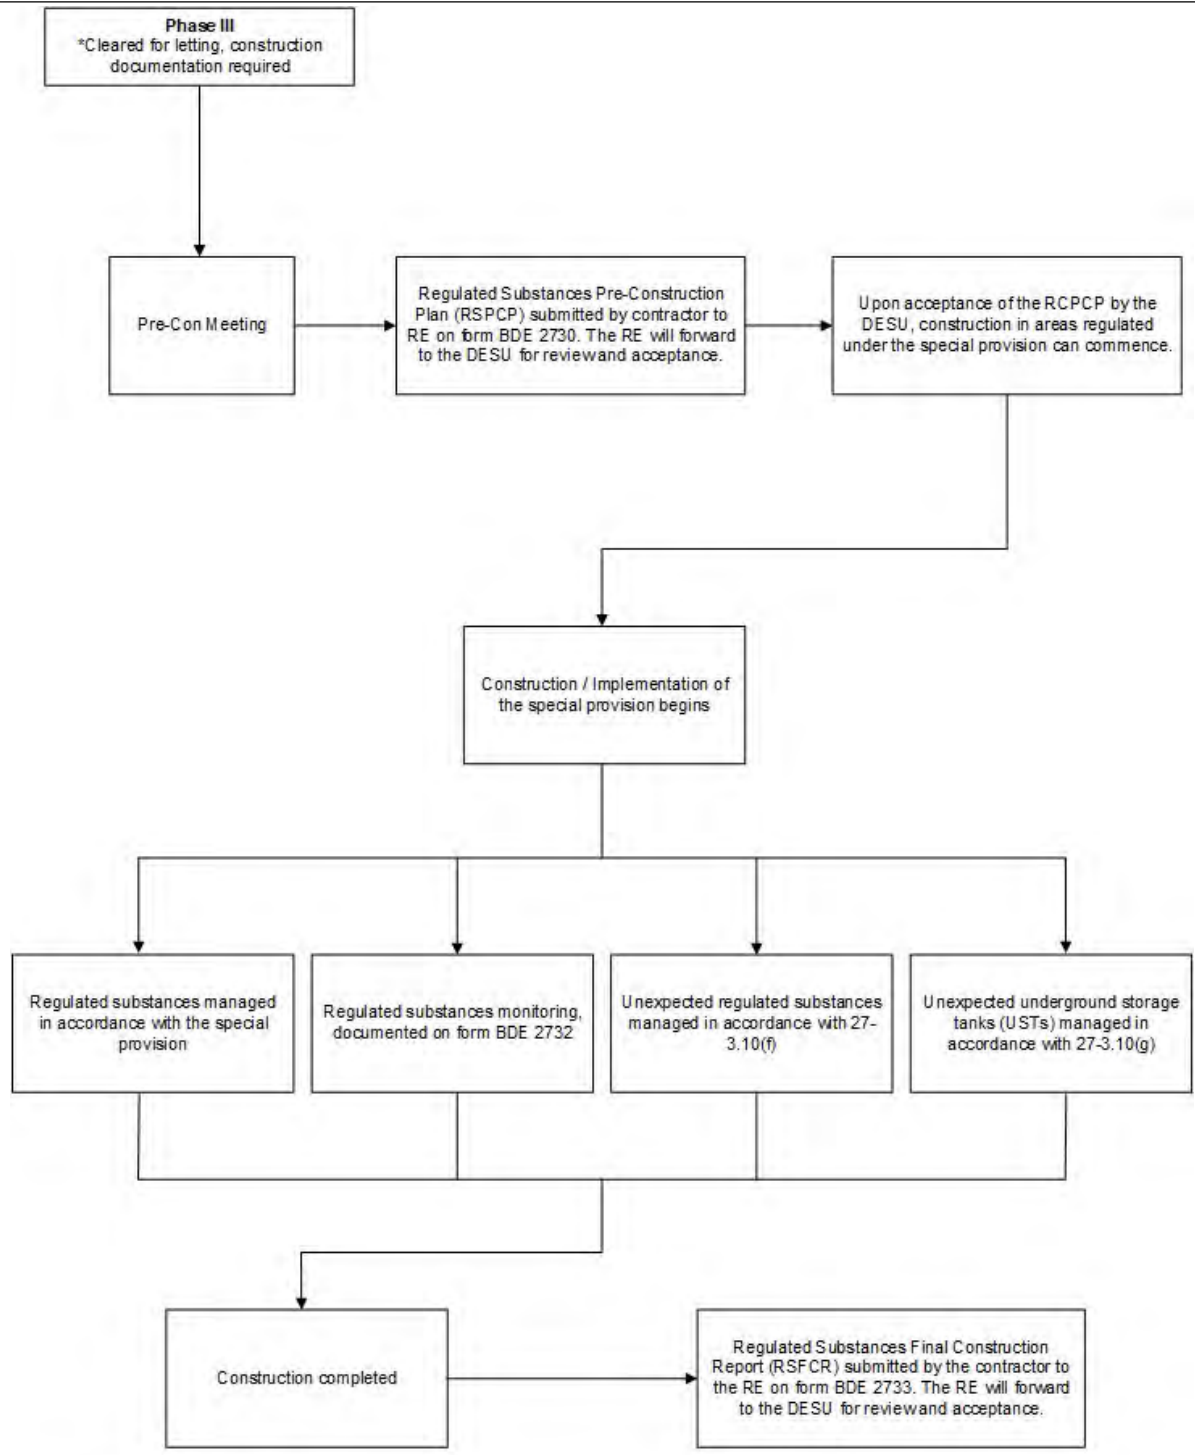 Phase III
*Cleared for letting, construction
documentation required
Pre-Con Meeting
Regulated Substances Pre-Construction
Plan (RSPCP) submitted by contractor to
RE on form BDE 2730. The RE will forward
to the DESU for review and acceptance.
Upon acceptance of the RCPCP by the
DESU, construction in areas regulated
under the special provision can commence.
Construction / Implementation of
the special provision begins
Regulated substances managed
in accordance with the special
provision
Regulated substances monitoring,
documented on form BDE 2732
Unexpected regulated substances
managed in accordance with 27-
3.10(f)
Unexpected underground storage
tanks (USTs) managed in
accordance with 27-3.10(g)
Construction completed
Regulated Substances Final Construction
Report (RSFCR) submitted by the contractor to
the RE on form BDE 2733. The RE will forward
to the DESU for review and acceptance.